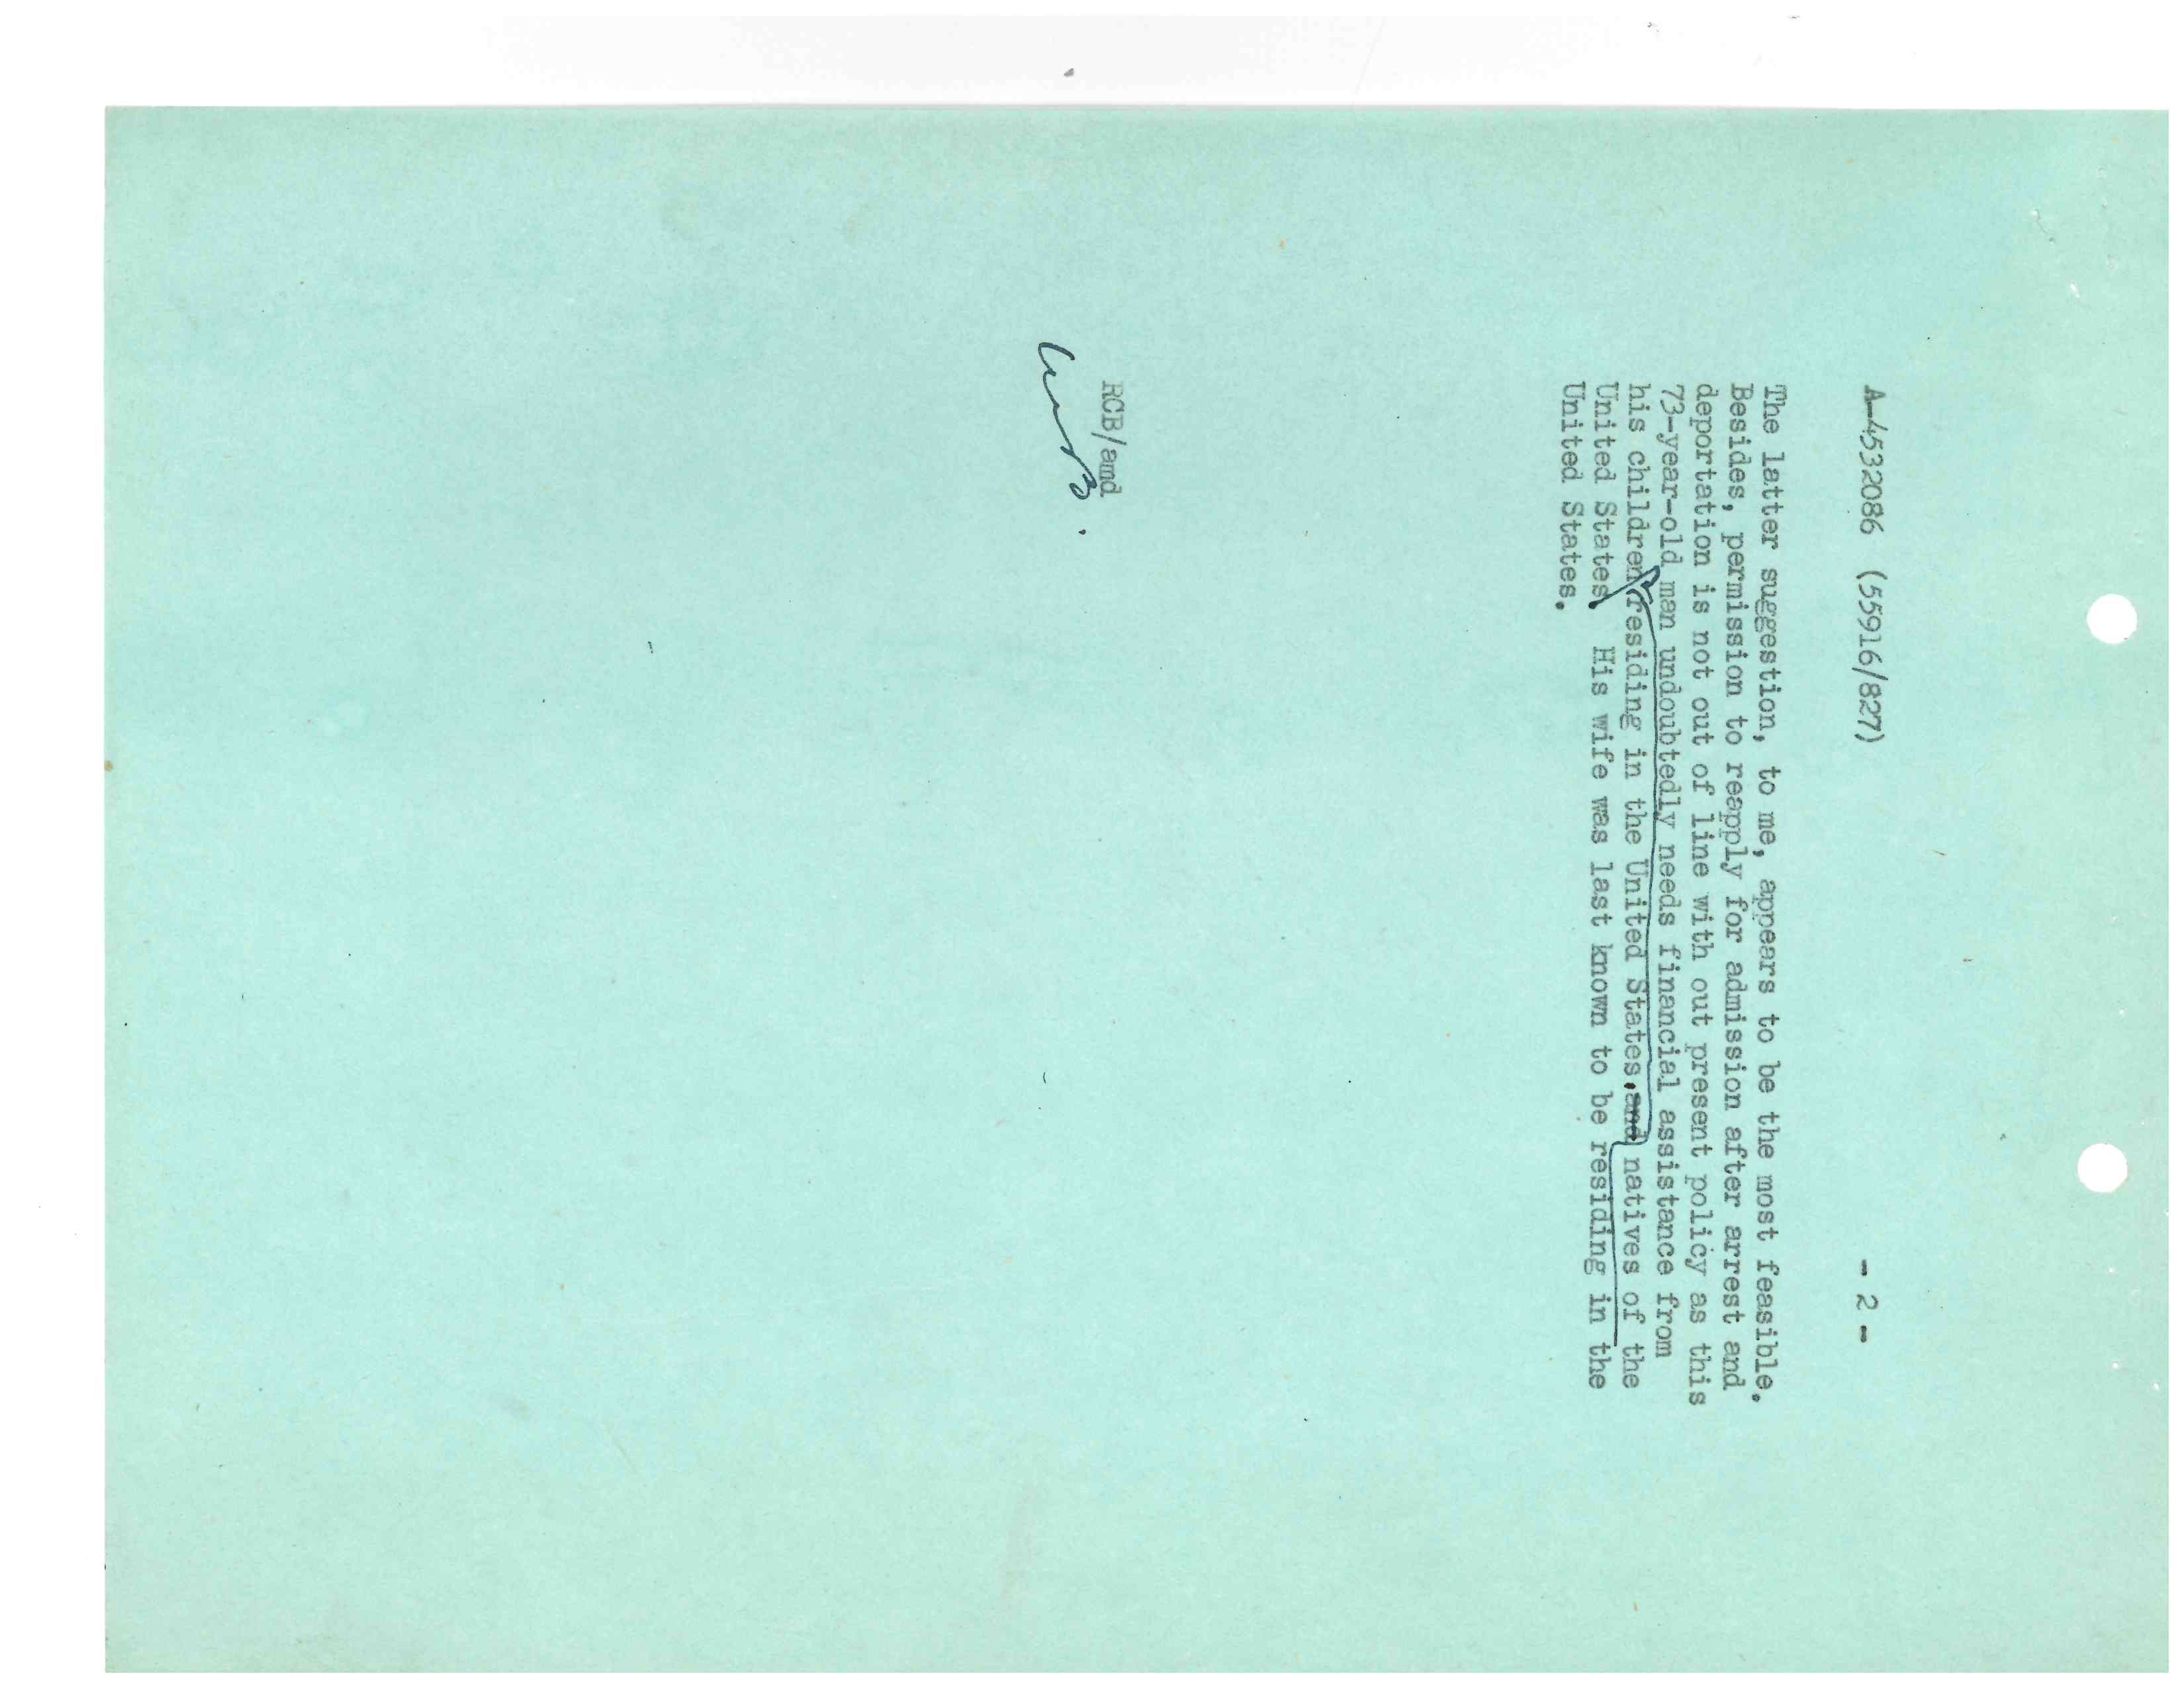 A-4532086 (55916/827) - 2 -
The latter suggestion, to me, appears to be the most feasible.
Besides, permission to reapply for admission after arrest and
deportation is not out of line with out present policy as this
73-year-old man undoubtedly needs financial assistance from
his children residing in the United States. and natives of the
United States. His wife was last known to be residing in the
United States.
RCB/amd